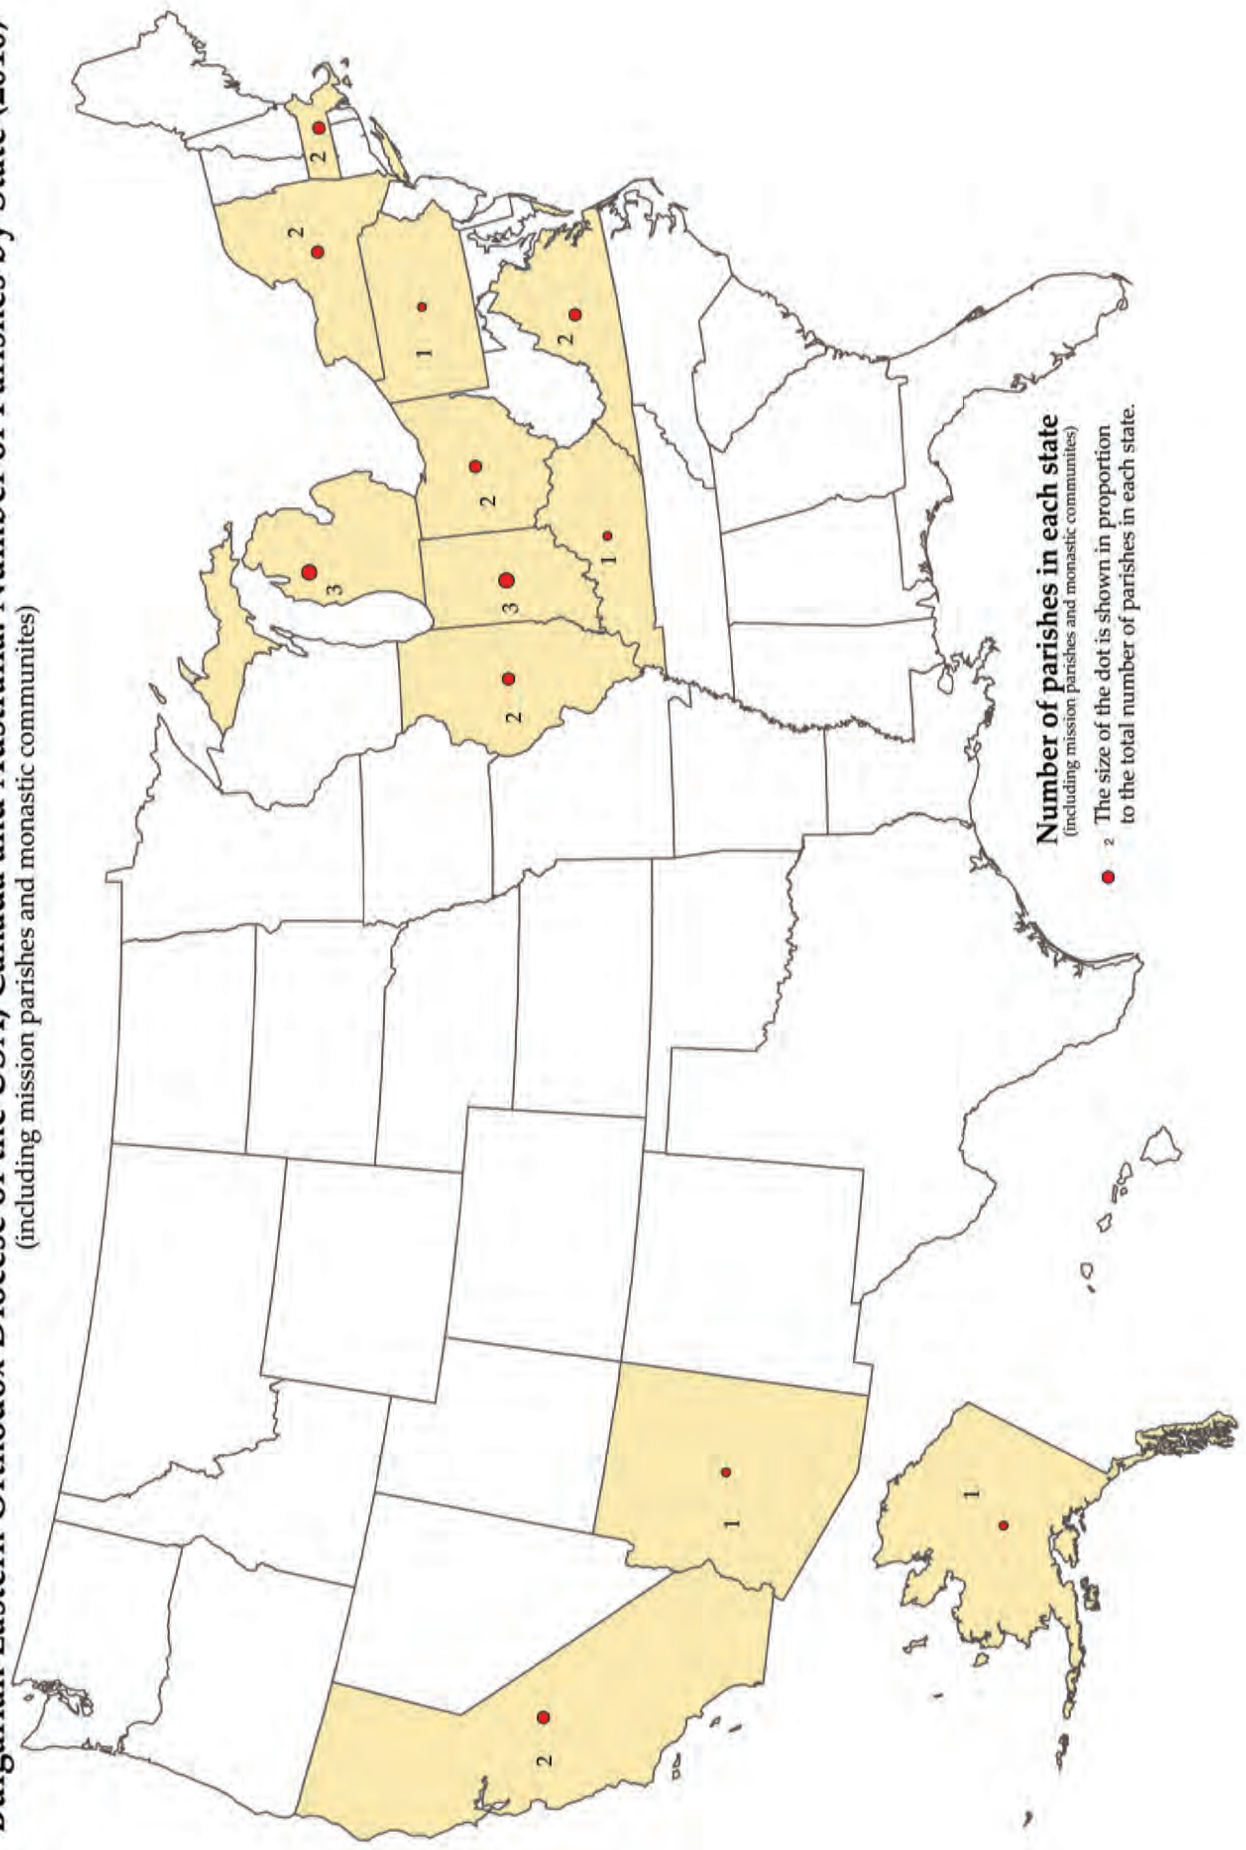 Bulgarian Eastern Orthodox Diocese of the USA, Canada and Australia: Number of Parishes by State (2010)
(including mission parishes and monastic communites)
2
2
3
1
2
3
2
2
2
1
1
1
Number of parishes in each state
(including mission parishes and monastic communites)
2 The size of the dot is shown in proportion
to the total number of parishes in each state.